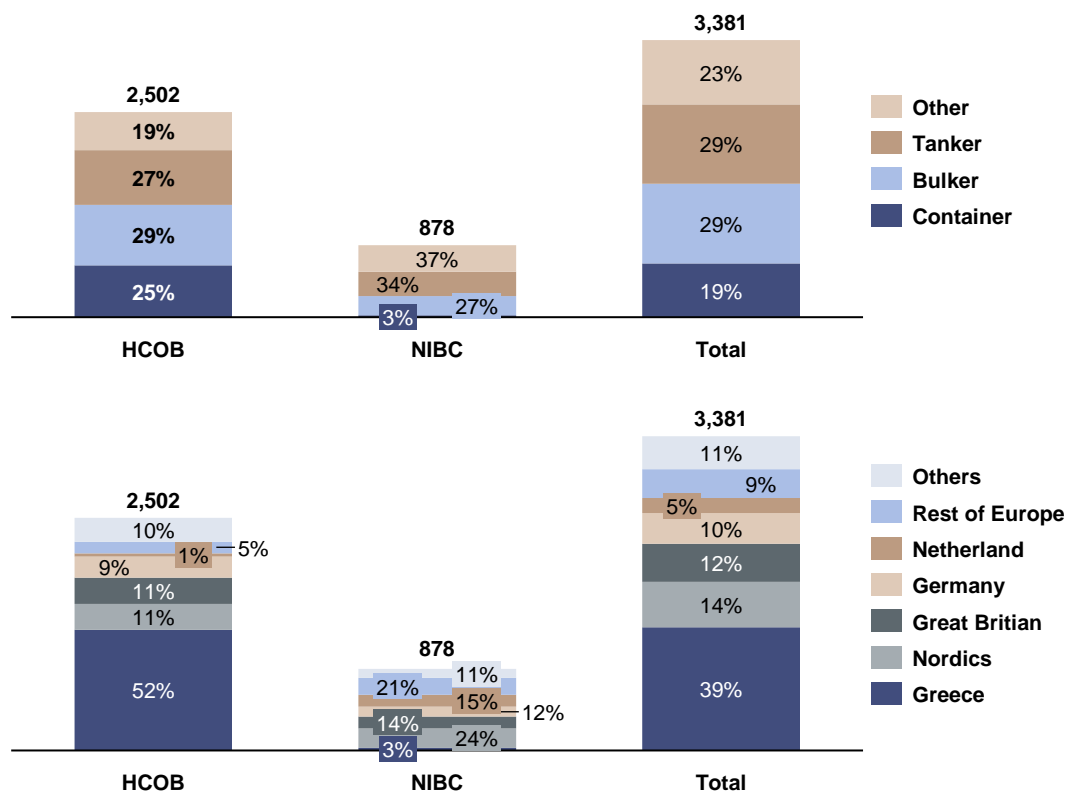 3,381
2,502
23%
Other
19%
Tanker
29%
27%
Bulker
878
29%
37%
29%
Container
34%
25%
27%
19%
3%
HCOB
NIBC
Total
3,381
11%
Others
2,502
9%
Rest of Europe
5%
10%
5%
Netherland
1%
10%
9%
Germany
12%
11%
Great Britian
14%
11%
878
Nordics
11%
21%
52%
39%
Greece
15%
12%
14%
24%
3%
HCOB
NIBC
Total